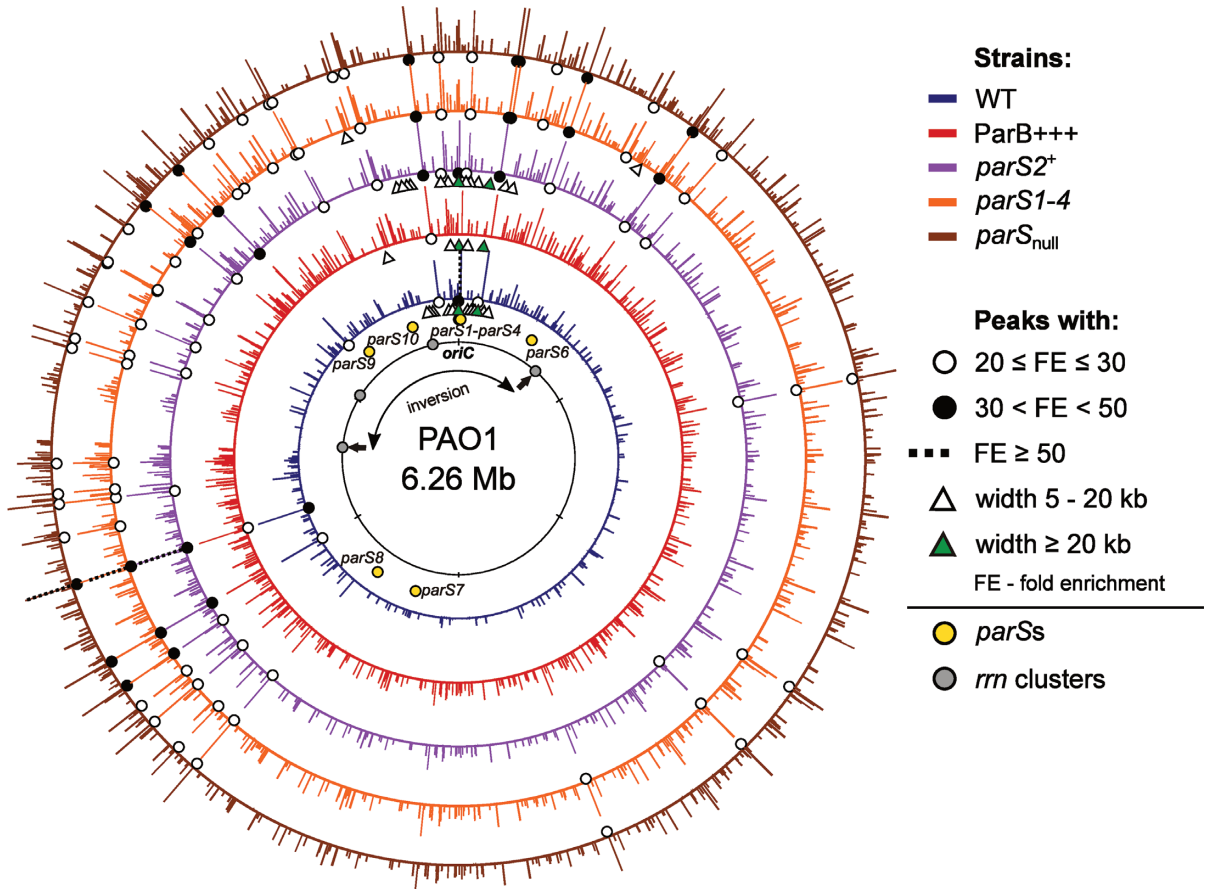 Strains:
WT
ParB+++
parS2+
parS1-4
parSnull
Peaks with:
20 ≤ FE ≤ 30
30 < FE < 50
FE ≥ 50
width 5 - 20 kb
width ≥ 20 kb
FE - fold enrichment
parSs
rrn clusters
parS10
parS1-parS4
parS9
oriC
parS6
inversion
PAO1
6.26 Mb
parS8
parS7